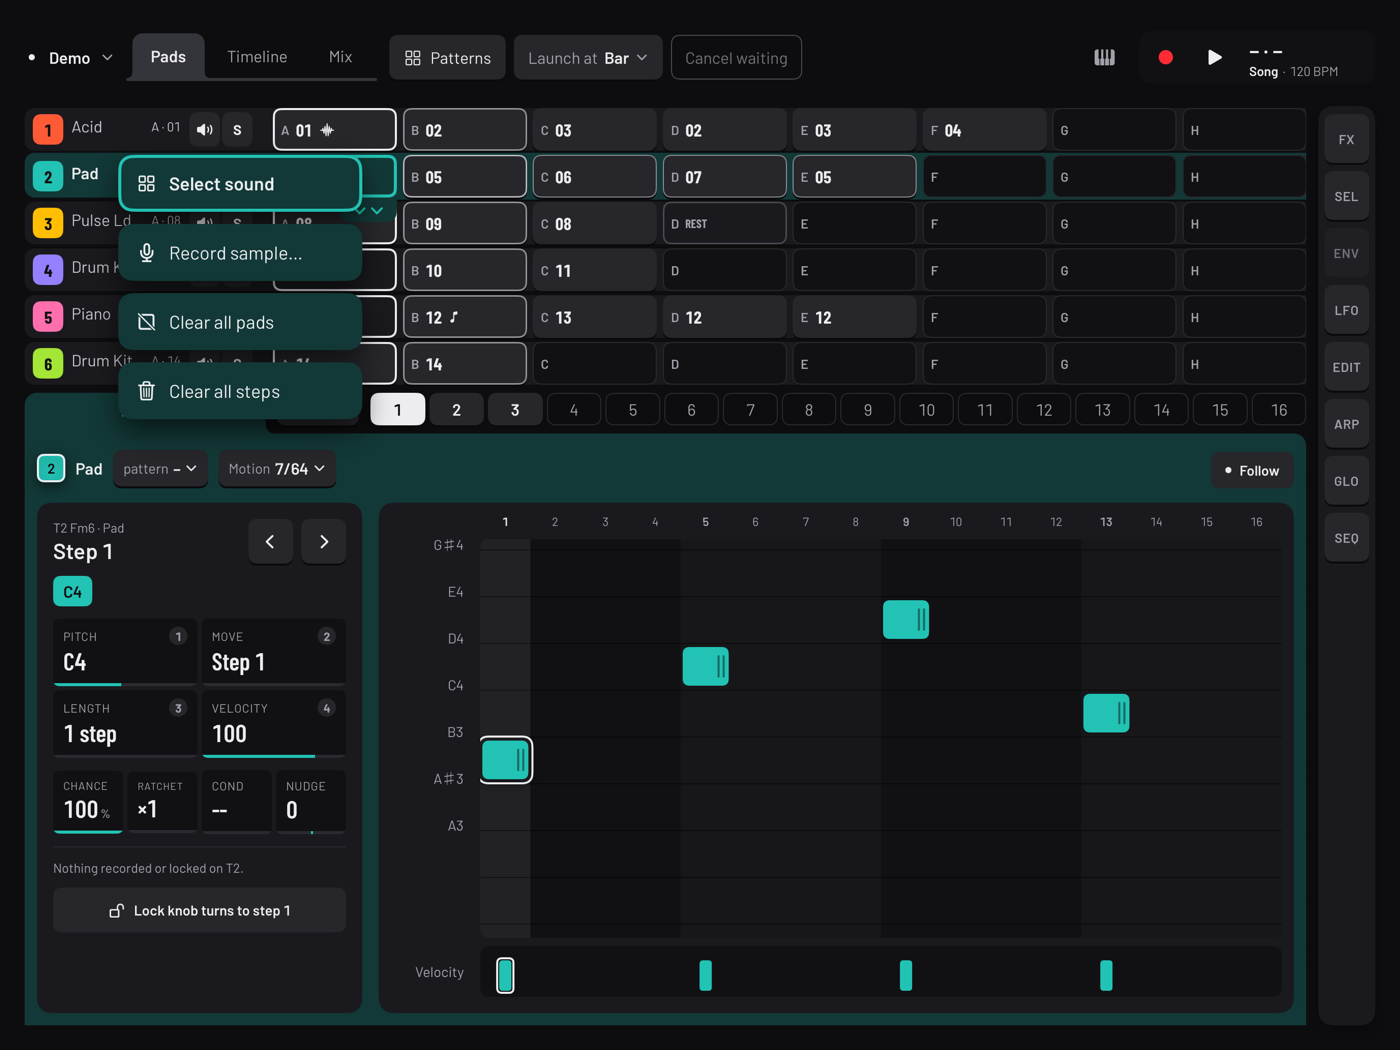 Demo Pads Timeline Mix Patterns Launch at Bar Cancel waiting
Song · 120 BPM
1 Acid A·01 S A 01 B 02 C 03 D 02 E 03 F 04 G H
2 Pad B 05 C 06 D 07 E 05 F G H
3 Pulse Ld A·08 B 09 C 08 D REST E F G H
4 Drum K B 10 C 11 D E F G H
5 Piano B 12 C 13 D 12 E 12 F G H
6 Drum Kit A·14 B 14 C D E F G H
Select sound
Record sample...
Clear all pads
Clear all steps
1 2 3 4 5 6 7 8 9 10 11 12 13 14 15 16
FX
SEL
ENV
LFO
EDIT
ARP
GLO
SEQ
2 Pad pattern – Motion 7/64 Follow
T2 Fm6 · Pad
Step 1
C4
PITCH 1 MOVE 2
C4 Step 1
LENGTH 3 VELOCITY 4
1 step 100
CHANCE RATCHET COND NUDGE
100% ×1 -- 0
Nothing recorded or locked on T2.
Lock knob turns to step 1
1 2 3 4 5 6 7 8 9 10 11 12 13 14 15 16
G♯4
E4
D4
C4
B3
A♯3
A3
Velocity